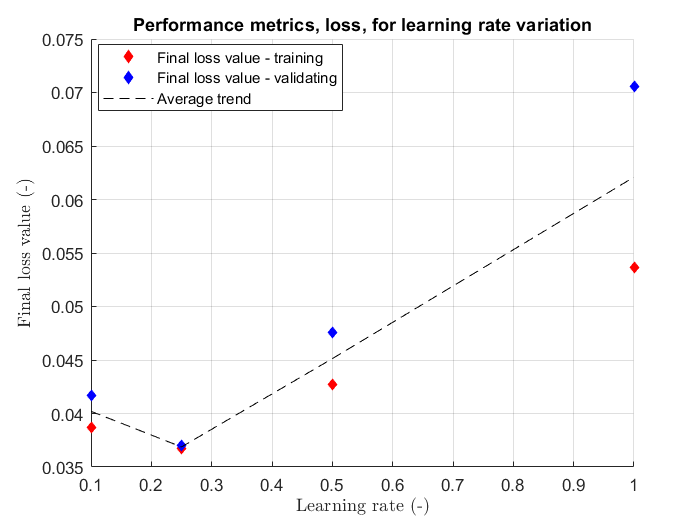 Performance metrics, loss, for learning rate variation
0.075
0.07
0.065
0.06
0.055
0.05
0.045
0.04
0.035
Final loss value (-)
Final loss value - training
Final loss value - validating
Average trend
0.1 0.2 0.3 0.4 0.5 0.6 0.7 0.8 0.9 1
Learning rate (-)